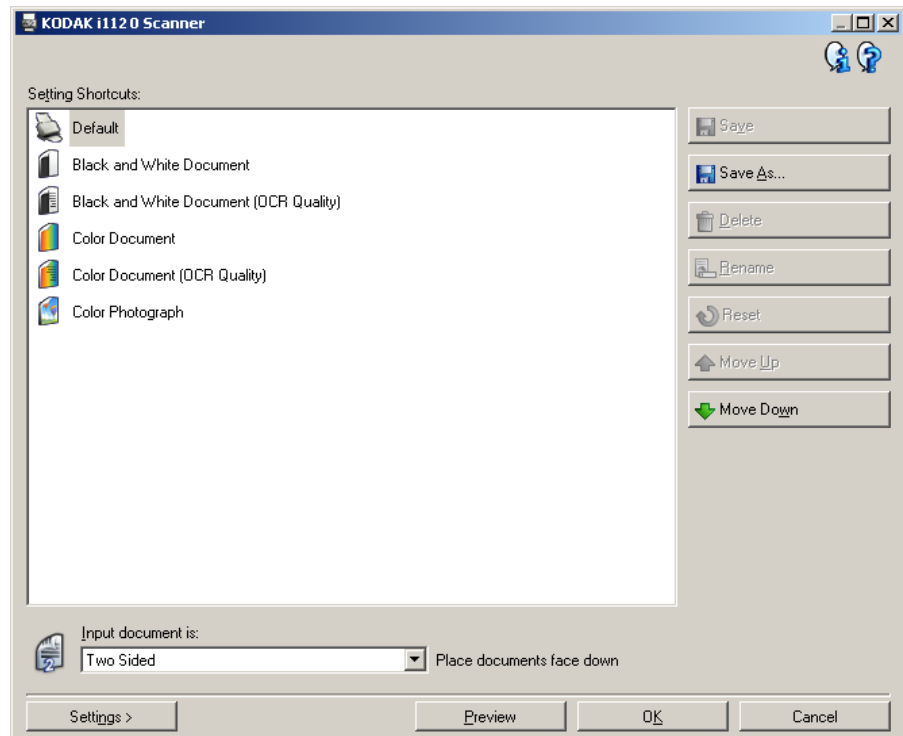 KODAK i1120 Scanner
Setting Shortcuts:
Default
Black and White Document
Black and White Document (OCR Quality)
Color Document
Color Document (OCR Quality)
Color Photograph
Save
Save As...
Delete
Rename
Reset
Move Up
Move Down
Input document is:
2
Two Sided
Place documents face down
Settings >
Preview
OK
Cancel